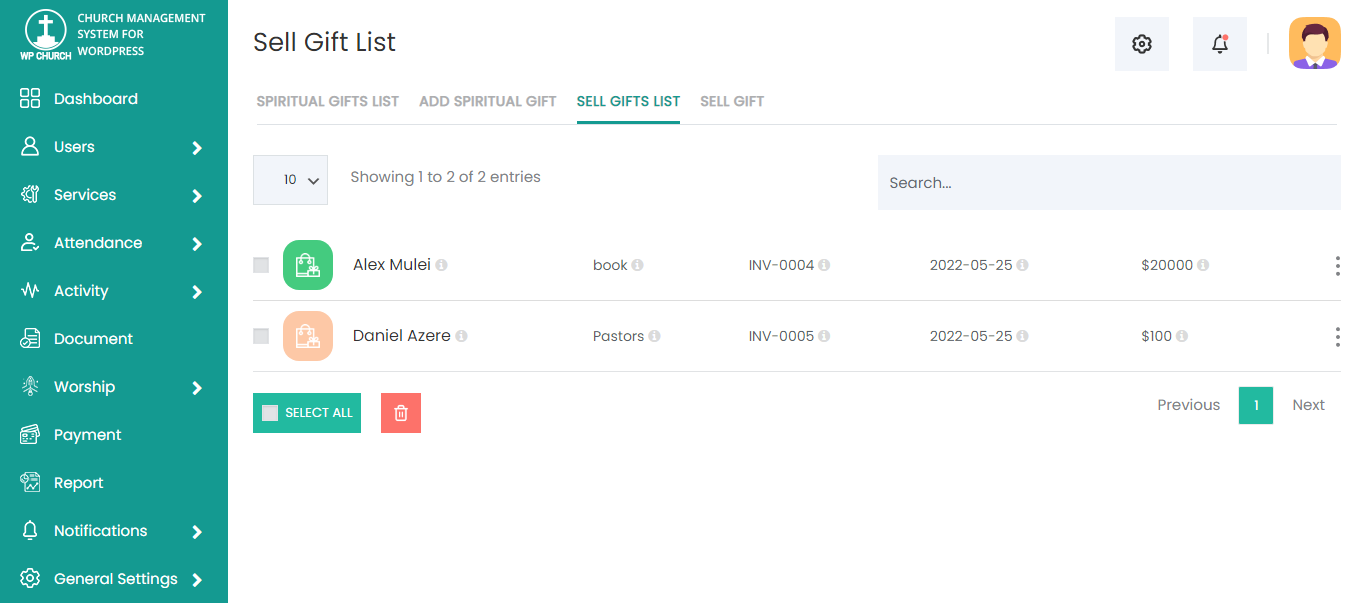 CHURCH MANAGEMENT
SYSTEM FOR
WORDPRESS
WP CHURCH
Dashboard
Users
Services
Attendance
Activity
Document
Worship
Payment
Report
Notifications
General Settings
Sell Gift List
SPIRITUAL GIFTS LIST ADD SPIRITUAL GIFT SELL GIFTS LIST SELL GIFT
10 Showing 1 to 2 of 2 entries Search...
Alex Mulei book INV-0004 2022-05-25 $20000
Daniel Azere Pastors INV-0005 2022-05-25 $100
SELECT ALL
Previous 1 Next